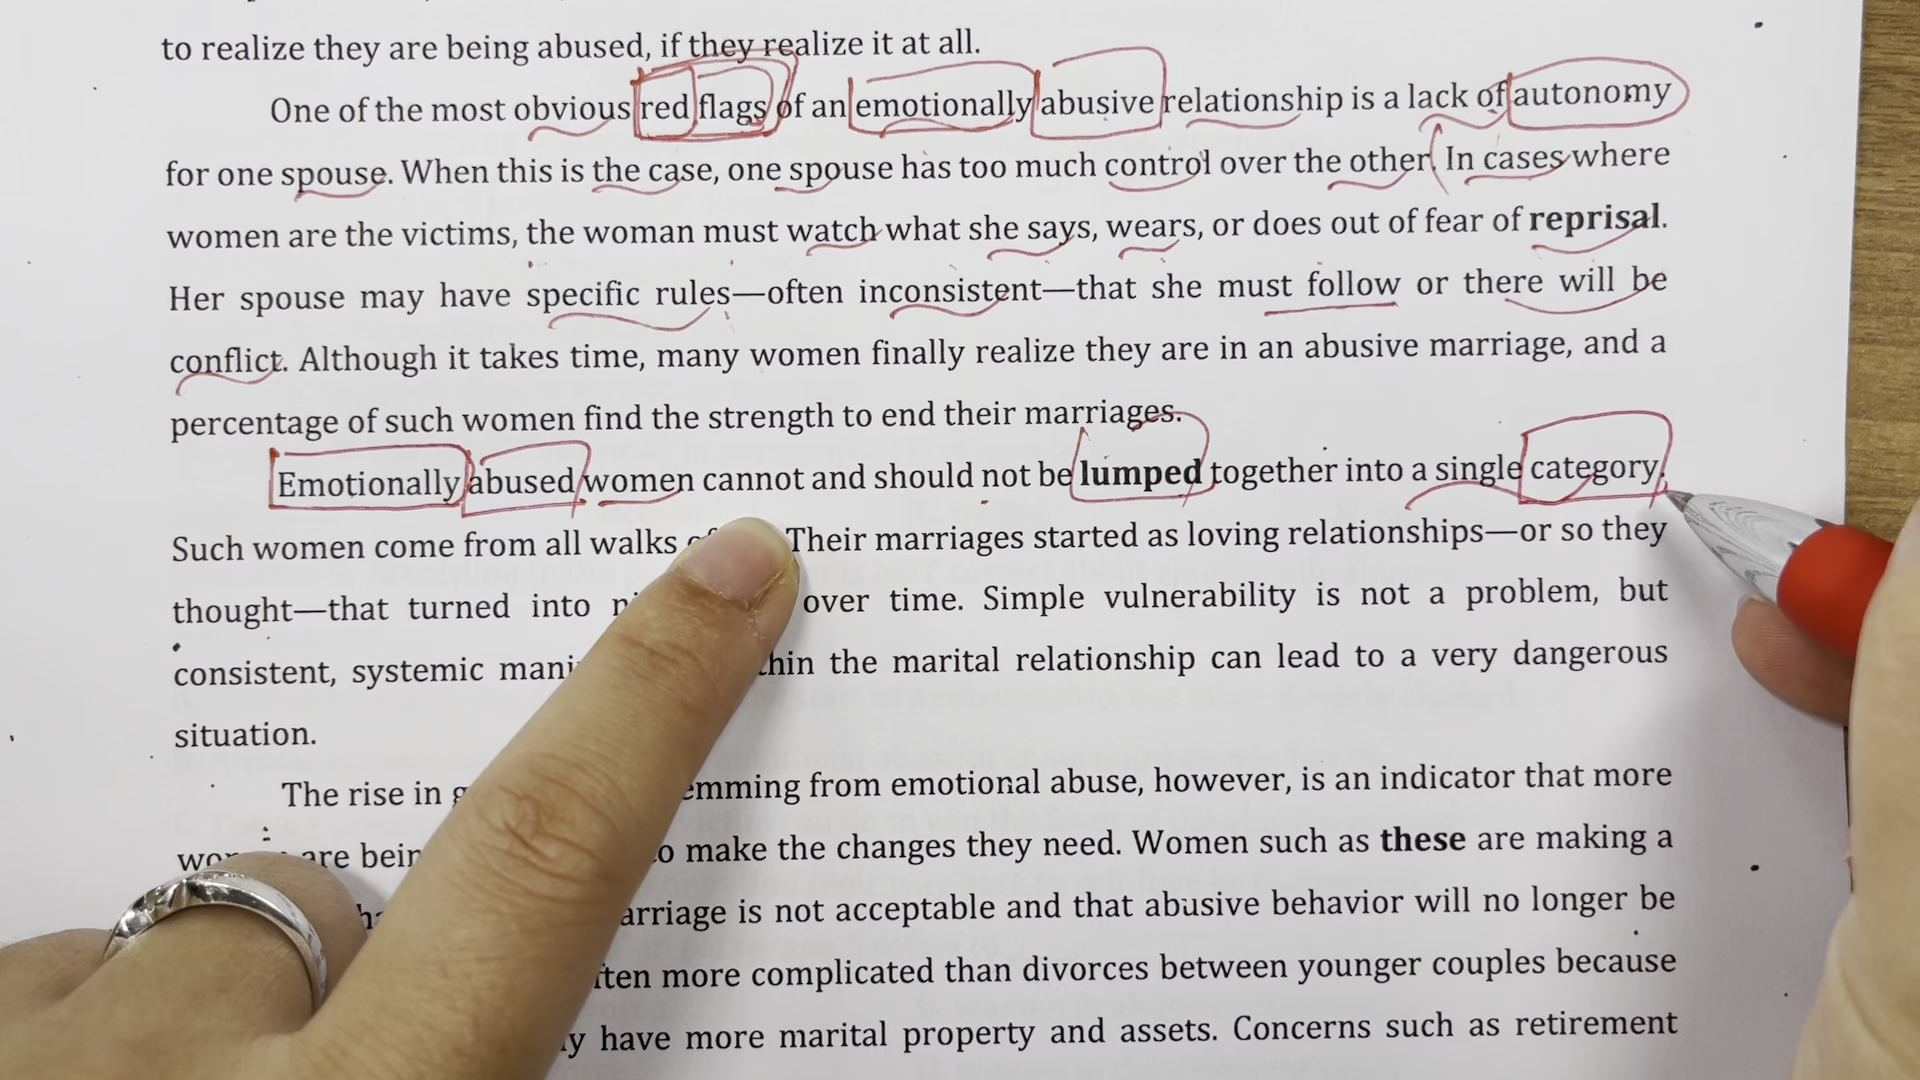 to realize they are being abused, if they realize it at all.
One of the most obvious red flags of an emotionally abusive relationship is a lack of autonomy
for one spouse. When this is the case, one spouse has too much control over the other. In cases where
women are the victims, the woman must watch what she says, wears, or does out of fear of reprisal.
Her spouse may have specific rules—often inconsistent—that she must follow or there will be
conflict. Although it takes time, many women finally realize they are in an abusive marriage, and a
percentage of such women find the strength to end their marriages.
Emotionally abused women cannot and should not be lumped together into a single category.
Such women come from all walks Their marriages started as loving relationships—or so they
thought—that turned into over time. Simple vulnerability is not a problem, but
consistent, systemic the marital relationship can lead to a very dangerous
situation.
The rise in from emotional abuse, however, is an indicator that more
are make the changes they need. Women such as these are making a
is not acceptable and that abusive behavior will no longer be
more complicated than divorces between younger couples because
have more marital property and assets. Concerns such as retirement